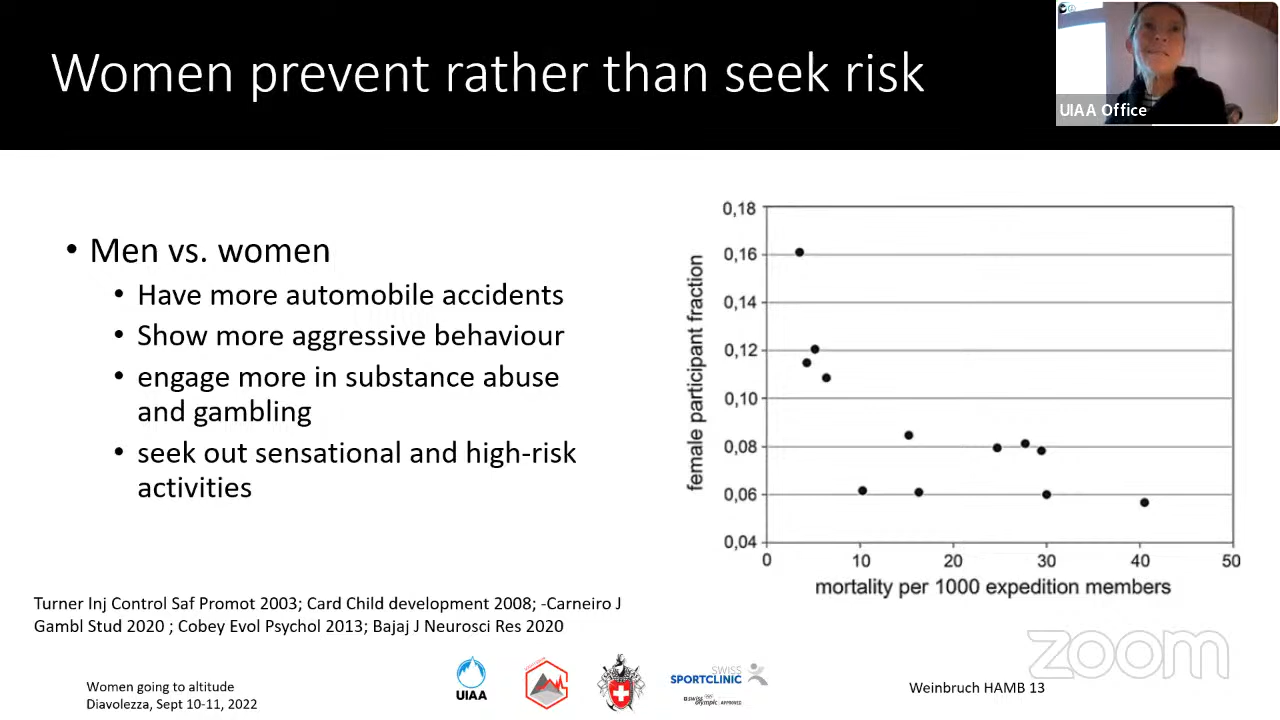 Women prevent rather than seek risk
UIAA Office
• Men vs. women
• Have more automobile accidents
• Show more aggressive behaviour
• engage more in substance abuse
and gambling
• seek out sensational and high-risk
activities
female participant fraction
0,18
0,16
0,14
0,12
0,10
0,08
0,06
0,04
0
10
20
30
40
50
mortality per 1000 expedition members
Turner Inj Control Saf Promot 2003; Card Child development 2008; -Carneiro J
Gambl Stud 2020 ; Cobey Evol Psychol 2013; Bajaj J Neurosci Res 2020
zoom
Women going to altitude
Diavolezza, Sept 10-11, 2022
UIAA
SWISS
SPORTCLINIC
Weinbruch HAMB 13